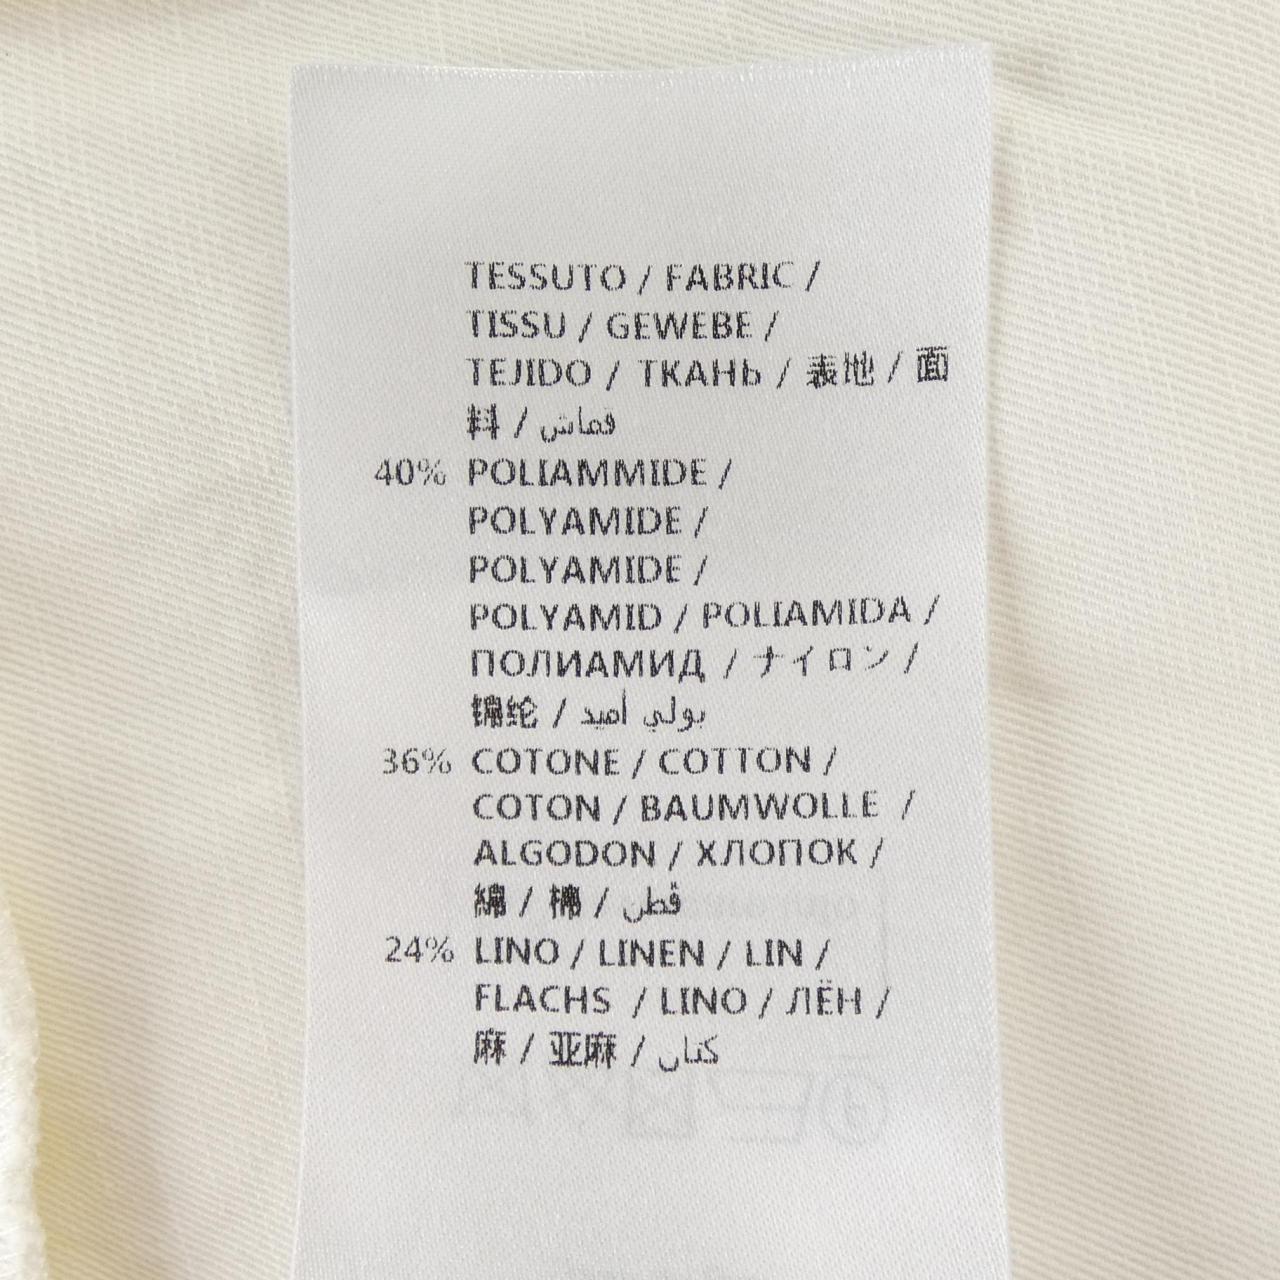 TESSUTO / FABRIC /
TISSU / GEWEBE /
TEJIDO / ТКАНЬ / 表地 / 面
料 / قماش
40% POLIAMMIDE /
POLYAMIDE /
POLYAMIDE /
POLYAMID / POLIAMIDA /
ПОЛИАМИД / ナイロン /
锦纶 / بولي أميد
36% COTONE / COTTON /
COTON / BAUMWOLLE /
ALGODON / ХЛОПОК /
綿 / 棉 / قطن
24% LINO / LINEN / LIN /
FLACHS / LINO / ЛЁН /
麻 / 亚麻 / كتان